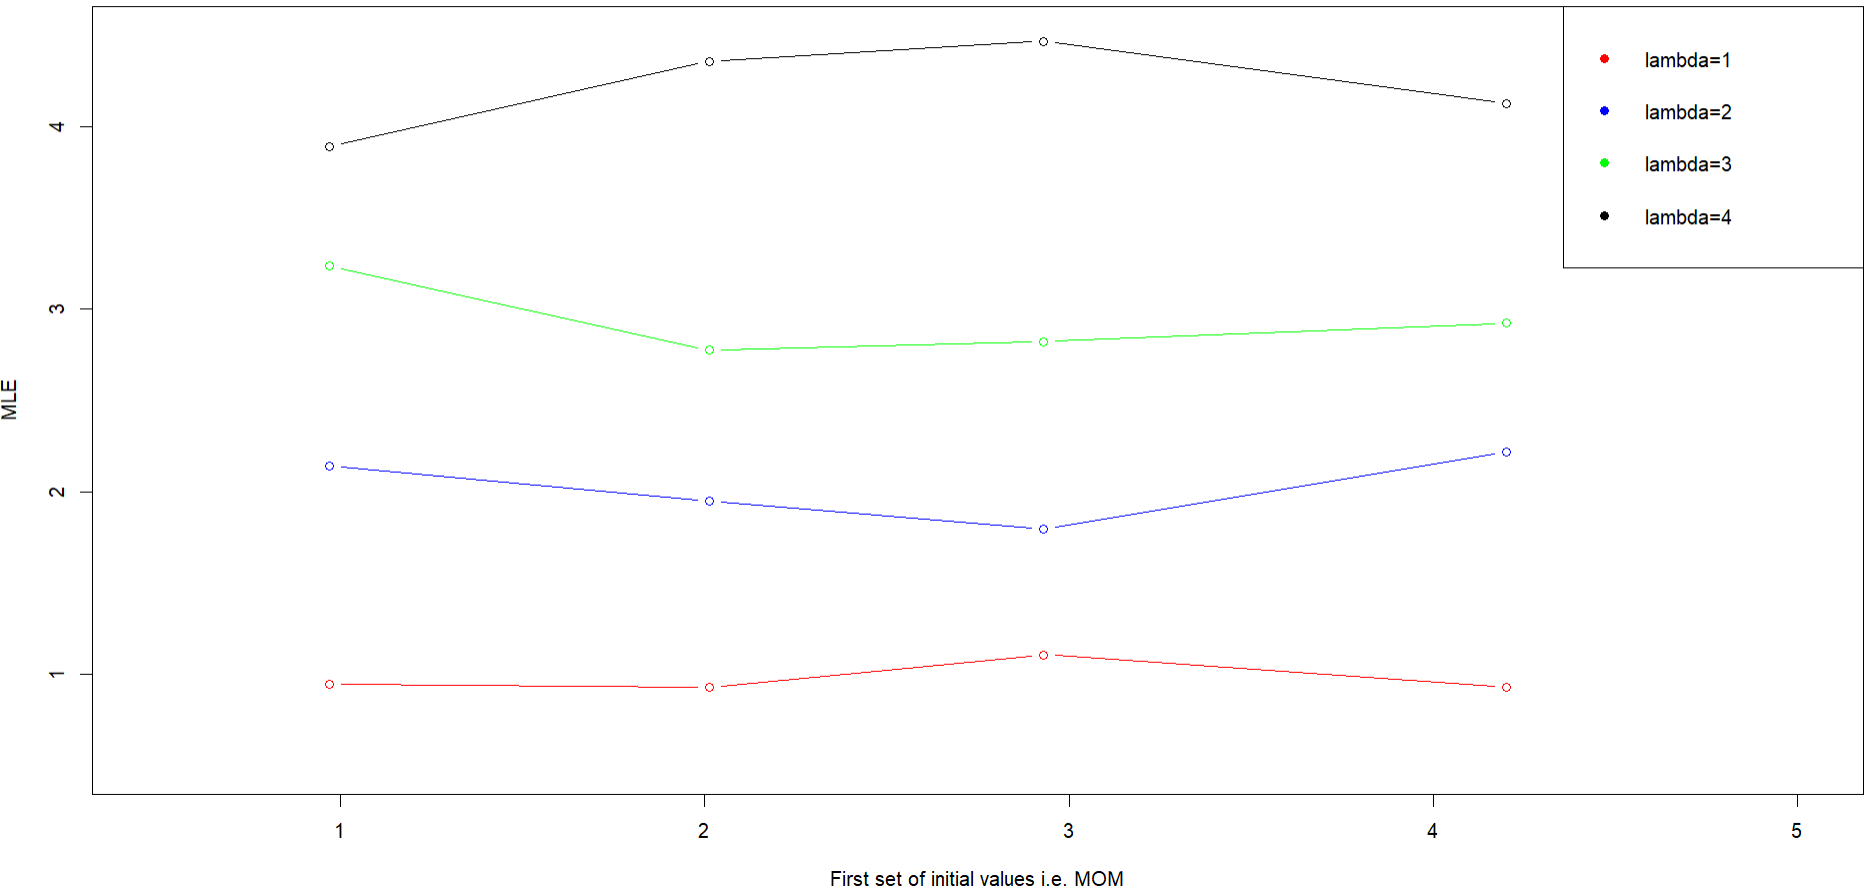 lambda=1
lambda=2
lambda=3
lambda=4
MLE
4
3
2
1
1 2 3 4 5
First set of initial values i.e. MOM